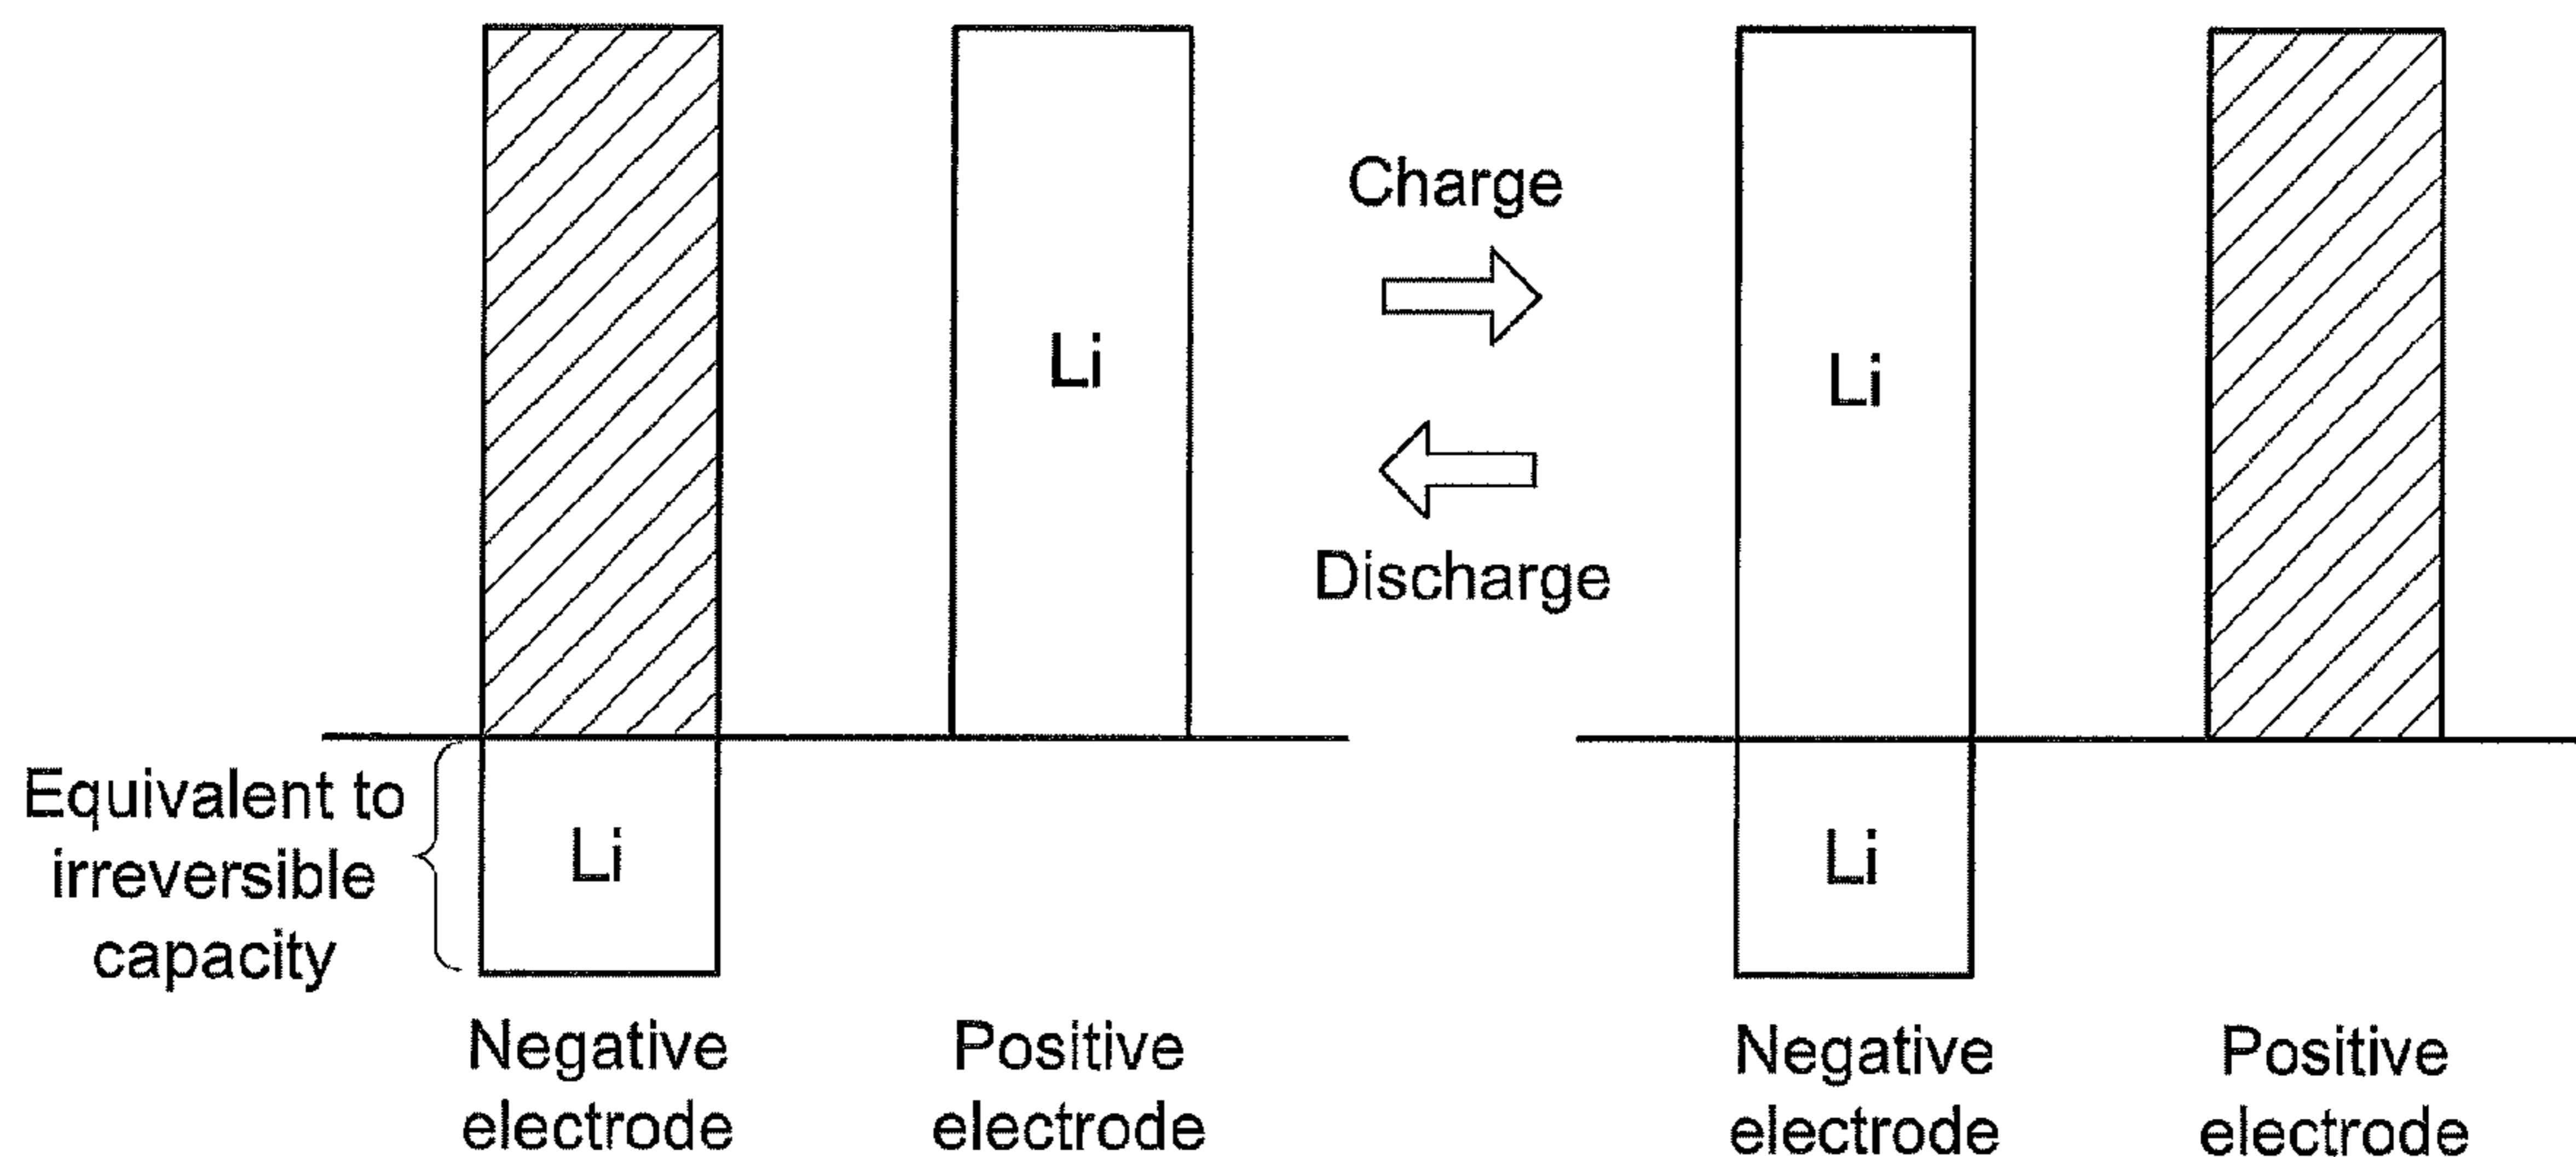 Charge
Li
Li
Discharge
Equivalent to
irreversible
capacity
Li
Li
Negative
electrode
Positive
electrode
Negative
electrode
Positive
electrode